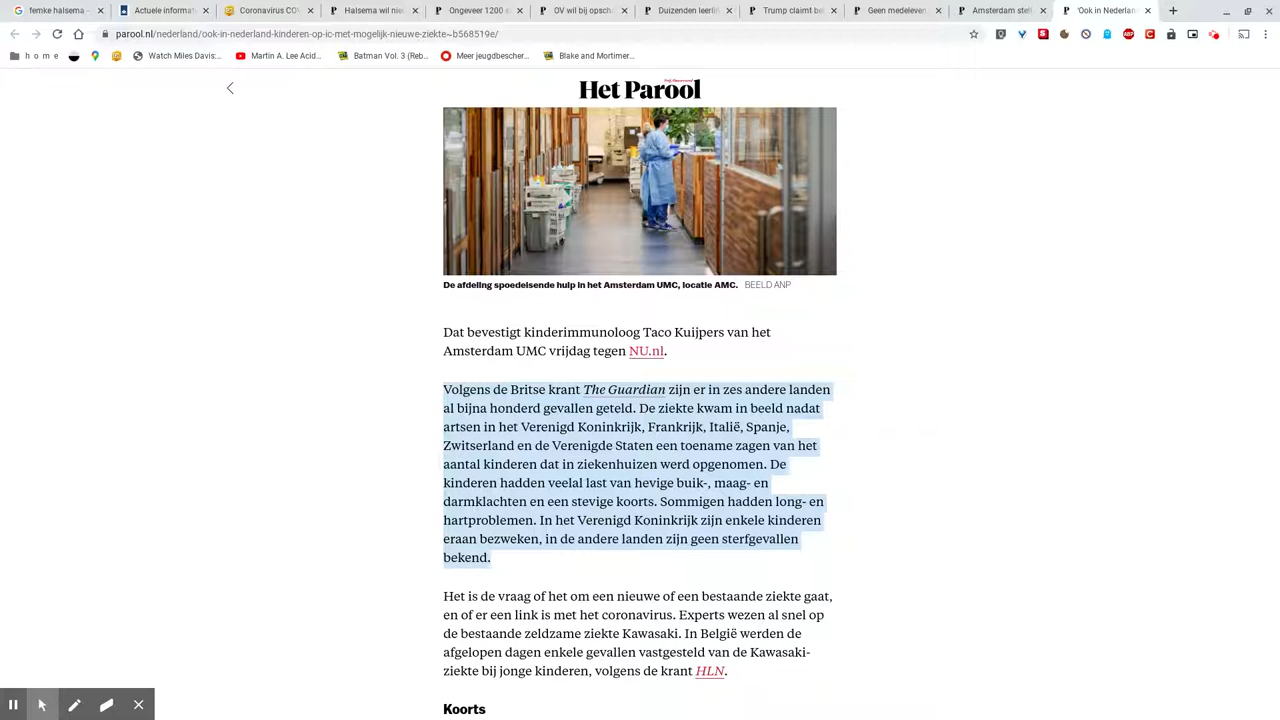 femke halsema -
Actuele informat
Coronavirus CO
Halsema wil nie
Ongeveer 1200 e
OV wil bij opsch
Duizenden leerli
Trump claimt be
Geen medeleven
Amsterdam stel
'Ook in Nederlan
parool.nl/nederland/ook-in-nederland-kinderen-op-ic-met-mogelijk-nieuwe-ziekte~b568519e/
h o m e
Watch Miles Davis:...
Martin A. Lee Acid...
Batman Vol. 3 (Reb...
Meer jeugdbescher...
Blake and Mortimer...
Het Parool
De afdeling spoedeisende hulp in het Amsterdam UMC, locatie AMC. BEELD ANP
Dat bevestigt kinderimmunoloog Taco Kuijpers van het
Amsterdam UMC vrijdag tegen NU.nl.
Volgens de Britse krant The Guardian zijn er in zes andere landen
al bijna honderd gevallen geteld. De ziekte kwam in beeld nadat
artsen in het Verenigd Koninkrijk, Frankrijk, Italië, Spanje,
Zwitserland en de Verenigde Staten een toename zagen van het
aantal kinderen dat in ziekenhuizen werd opgenomen. De
kinderen hadden veelal last van hevige buik-, maag- en
darmklachten en een stevige koorts. Sommigen hadden long- en
hartproblemen. In het Verenigd Koninkrijk zijn enkele kinderen
eraan bezweken, in de andere landen zijn geen sterfgevallen
bekend.
Het is de vraag of het om een nieuwe of een bestaande ziekte gaat,
en of er een link is met het coronavirus. Experts wezen al snel op
de bestaande zeldzame ziekte Kawasaki. In België werden de
afgelopen dagen enkele gevallen vastgesteld van de Kawasaki-
ziekte bij jonge kinderen, volgens de krant HLN.
Koorts